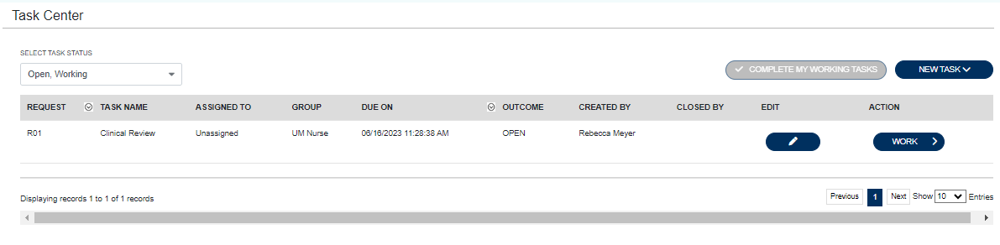 Task Center
SELECT TASK STATUS
Open, Working
COMPLETE MY WORKING TASKS
NEW TASK
REQUEST TASK NAME ASSIGNED TO GROUP DUE ON OUTCOME CREATED BY CLOSED BY EDIT ACTION
R01 Clinical Review Unassigned UM Nurse 06/16/2023 11:28:38 AM OPEN Rebecca Meyer WORK
Displaying records 1 to 1 of 1 records
Previous 1 Next Show 10 Entries